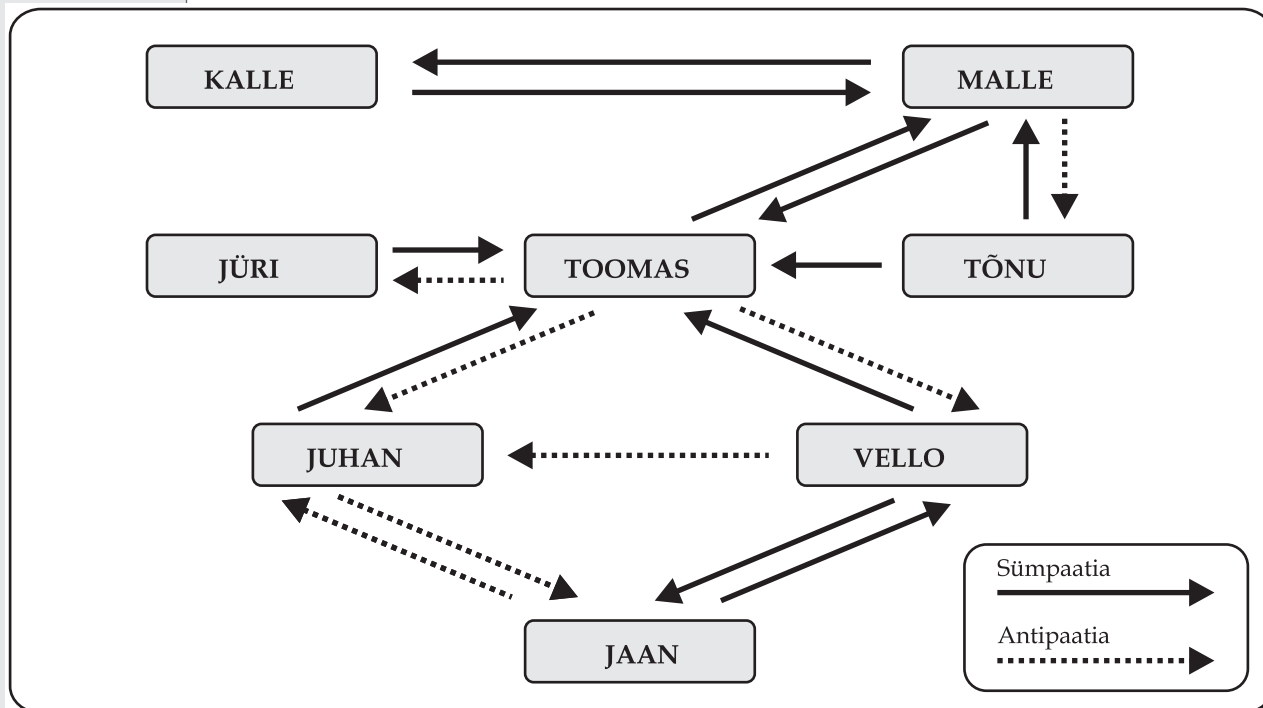 KALLE
MALLE
JÜRI
TOOMAS
TÕNU
JUHAN
VELLO
JAAN
Sümpaatia
Antipaatia